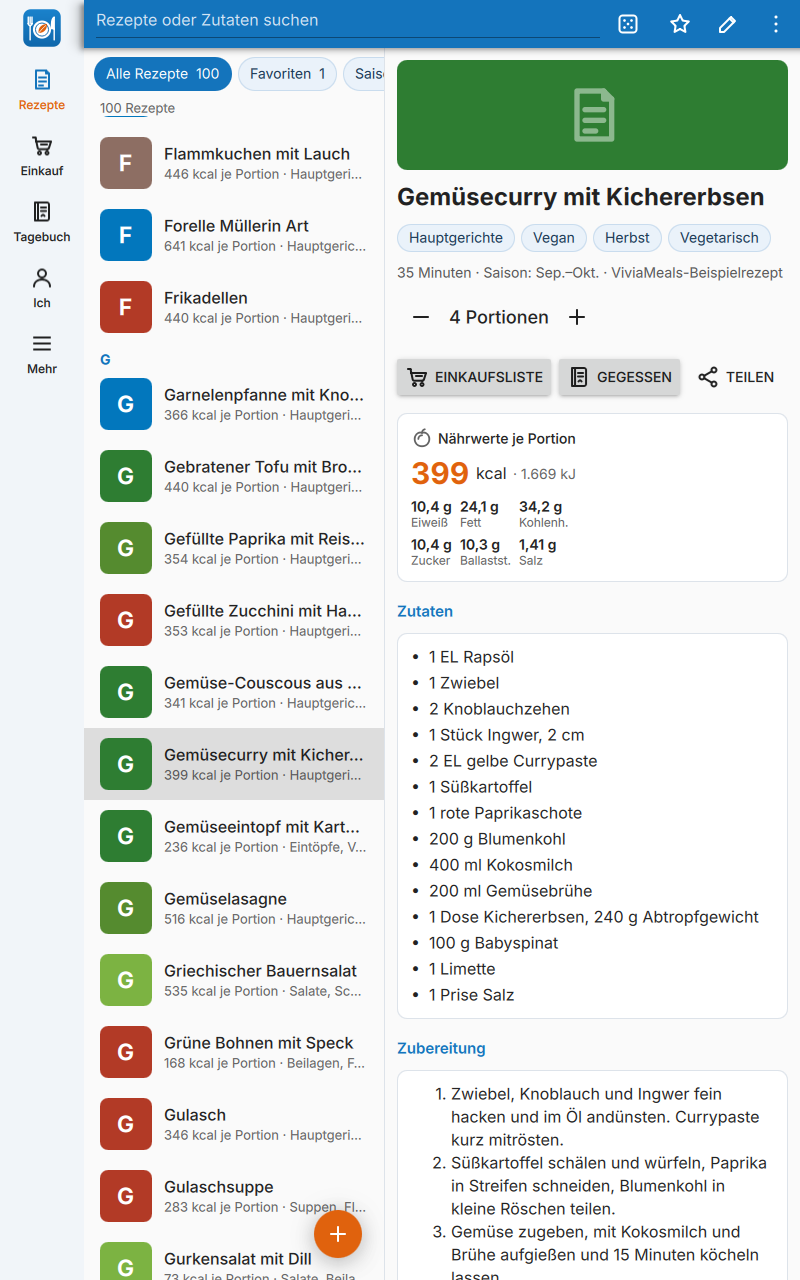 Rezepte oder Zutaten suchen
Rezepte
Einkauf
Tagebuch
Ich
Mehr
Alle Rezepte 100
Favoriten 1
Sais
100 Rezepte
F
Flammkuchen mit Lauch
446 kcal je Portion · Hauptgeri…
F
Forelle Müllerin Art
641 kcal je Portion · Hauptgeric…
F
Frikadellen
440 kcal je Portion · Hauptgeri…
G
G
Garnelenpfanne mit Kno…
366 kcal je Portion · Hauptgeri…
G
Gebratener Tofu mit Bro…
440 kcal je Portion · Hauptgeri…
G
Gefüllte Paprika mit Reis…
354 kcal je Portion · Hauptgeri…
G
Gefüllte Zucchini mit Ha…
353 kcal je Portion · Hauptgeri…
G
Gemüse-Couscous aus …
341 kcal je Portion · Hauptgeric…
G
Gemüsecurry mit Kicher…
399 kcal je Portion · Hauptgeri…
G
Gemüseeintopf mit Kart…
236 kcal je Portion · Eintöpfe, V…
G
Gemüselasagne
516 kcal je Portion · Hauptgeric…
G
Griechischer Bauernsalat
535 kcal je Portion · Salate, Sc…
G
Grüne Bohnen mit Speck
168 kcal je Portion · Beilagen, F…
G
Gulasch
346 kcal je Portion · Hauptgeri…
G
Gulaschsuppe
283 kcal je Portion · Suppen, Fl…
G
Gurkensalat mit Dill
73 kcal je Portion · Salate, Beila…
Gemüsecurry mit Kichererbsen
Hauptgerichte
Vegan
Herbst
Vegetarisch
35 Minuten · Saison: Sep.–Okt. · ViviaMeals-Beispielrezept
4 Portionen
EINKAUFSLISTE
GEGESSEN
TEILEN
Nährwerte je Portion
399 kcal · 1.669 kJ
10,4 g 24,1 g 34,2 g
Eiweiß Fett Kohlenh.
10,4 g 10,3 g 1,41 g
Zucker Ballastst. Salz
Zutaten
• 1 EL Rapsöl
• 1 Zwiebel
• 2 Knoblauchzehen
• 1 Stück Ingwer, 2 cm
• 2 EL gelbe Currypaste
• 1 Süßkartoffel
• 1 rote Paprikaschote
• 200 g Blumenkohl
• 400 ml Kokosmilch
• 200 ml Gemüsebrühe
• 1 Dose Kichererbsen, 240 g Abtropfgewicht
• 100 g Babyspinat
• 1 Limette
• 1 Prise Salz
Zubereitung
1. Zwiebel, Knoblauch und Ingwer fein
hacken und im Öl andünsten. Currypaste
kurz mitrösten.
2. Süßkartoffel schälen und würfeln, Paprika
in Streifen schneiden, Blumenkohl in
kleine Röschen teilen.
3. Gemüse zugeben, mit Kokosmilch und
Brühe aufgießen und 15 Minuten köcheln
lassen